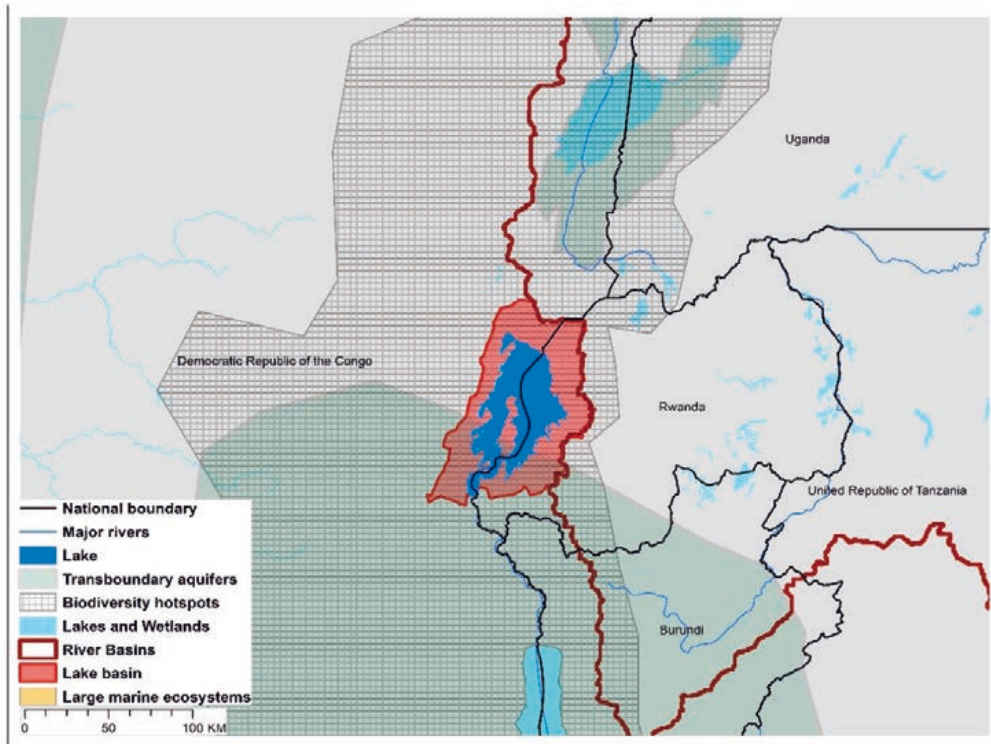 Uganda
Democratic Republic of the Congo
Rwanda
United Republic of Tanzania
Burundi
National boundary
Major rivers
Lake
Transboundary aquifers
Biodiversity hotspots
Lakes and Wetlands
River Basins
Lake basin
Large marine ecosystems
0 50 100 KM